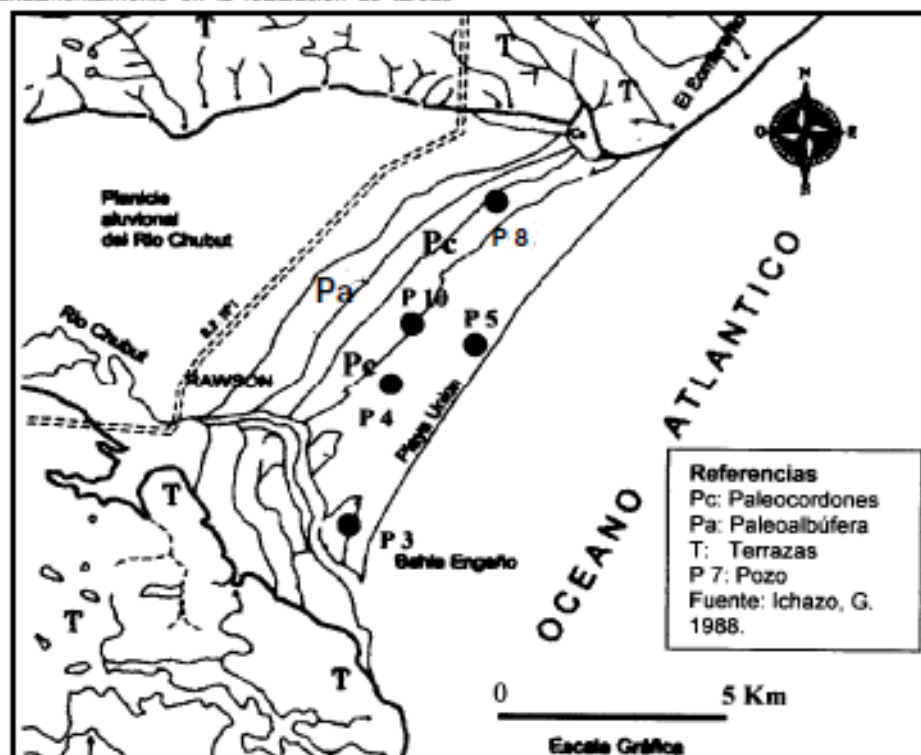 T
T
T
N
O
E
S
Planicie
aluvional
del Río Chubut
Pc
P 8
Pa
P 10
P 5
Río Chubut
RAWSON
Pc
P 4
Playa Unión
T
P 3
Bahía Engaño
T
T
OCEANO ATLANTICO
Referencias
Pc: Paleocordones
Pa: Paleoalbúfera
T: Terrazas
P 7: Pozo
Fuente: Ichazo, G.
1988.
0 5 Km
Escala Gráfica